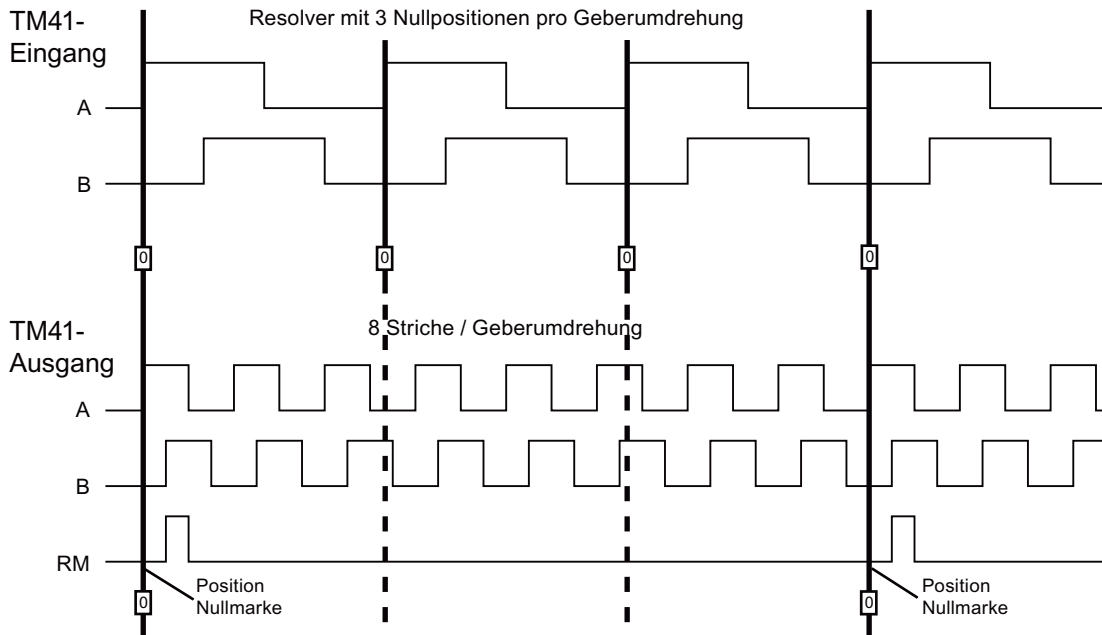 TM41-
Eingang
Resolver mit 3 Nullpositionen pro Geberumdrehung
A
B
0
0
0
0
TM41-
Ausgang
8 Striche / Geberumdrehung
A
B
RM
Position
Nullmarke
Position
Nullmarke
0
0